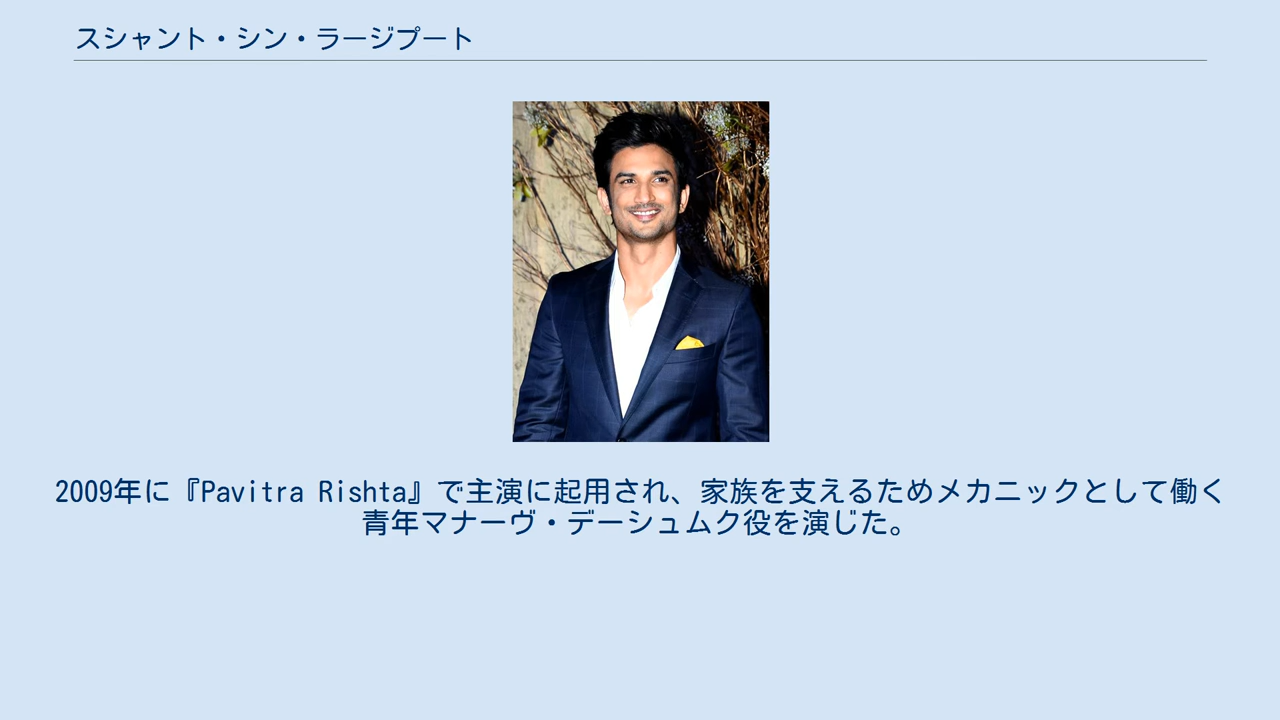 スシャント・シン・ラージプート
2009年に『Pavitra Rishta』で主演に起用され、家族を支えるためメカニックとして働く
青年マナーヴ・デーシュムク役を演じた。